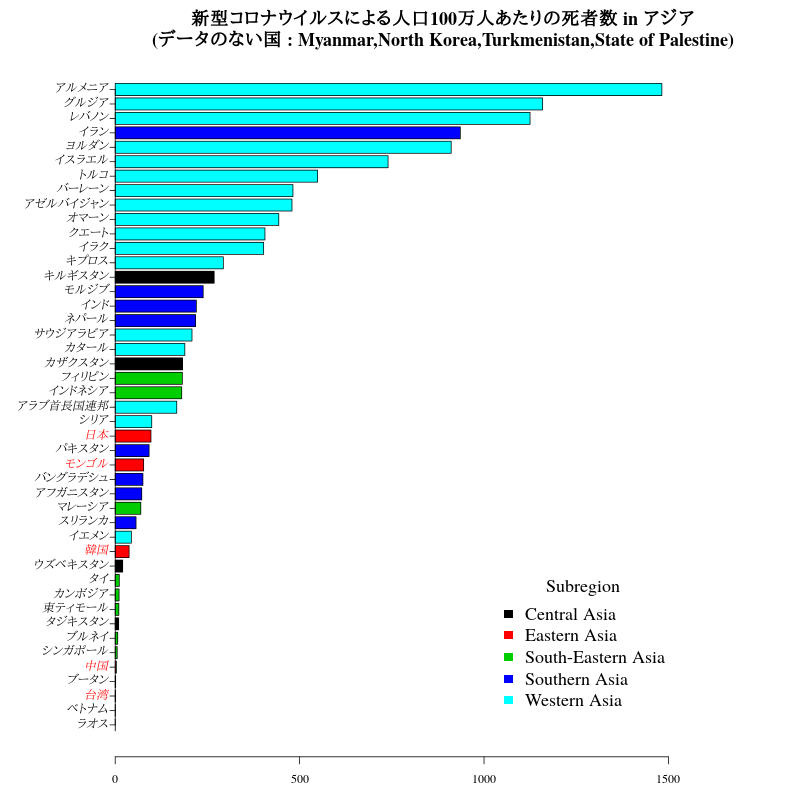 新型コロナウイルスによる人口100万人あたりの死者数 in アジア
(データのない国 : Myanmar,North Korea,Turkmenistan,State of Palestine)
アルメニア
グルジア
レバノン
イラン
ヨルダン
イスラエル
トルコ
バーレーン
アゼルバイジャン
オマーン
クエート
イラク
キプロス
キルギスタン
モルジブ
インド
ネパール
サウジアラビア
カタール
カザクスタン
フィリピン
インドネシア
アラブ首長国連邦
シリア
日本
パキスタン
モンゴル
バングラデシュ
アフガニスタン
マレーシア
スリランカ
イエメン
韓国
ウズベキスタン
タイ
カンボジア
東ティモール
タジキスタン
ブルネイ
シンガポール
中国
ブータン
台湾
ベトナム
ラオス
Subregion
Central Asia
Eastern Asia
South-Eastern Asia
Southern Asia
Western Asia
0 500 1000 1500